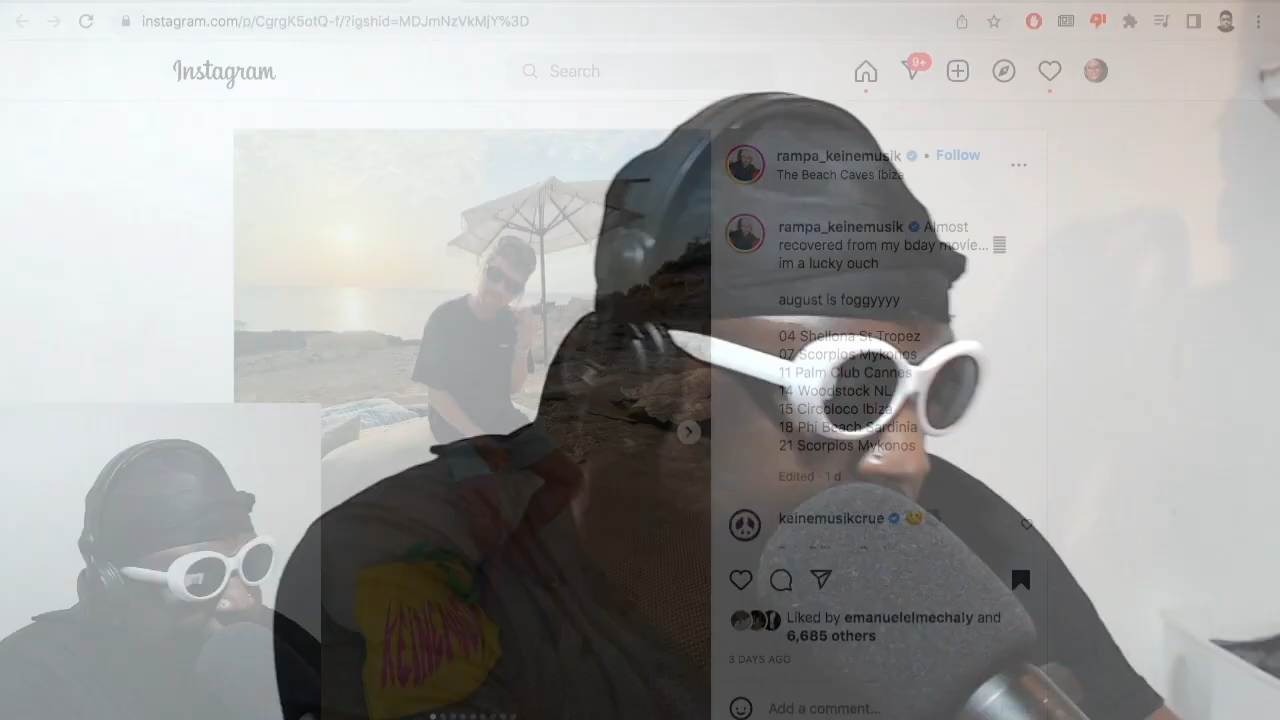 instagram.com/p/CgrgK5otQ-f/?igshid=MDJmNzVkMjY%3D
Instagram
Search
9+
rampa_keinemusik • Follow
The Beach Caves Ibiza
rampa_keinemusik Almost
recovered from my bday movie...
im a lucky ouch
august is foggyyyy
04 Shellona St Tropez
07 Scorpios Mykonos
11 Palm Club Cannes
14 Woodstock NL
15 Circoloco Ibiza
18 Phi Beach Sardinia
21 Scorpios Mykonos
Edited · 1 d
keinemusikcrue
Liked by emanuelelmechaly and
6,685 others
3 DAYS AGO
Add a comment...